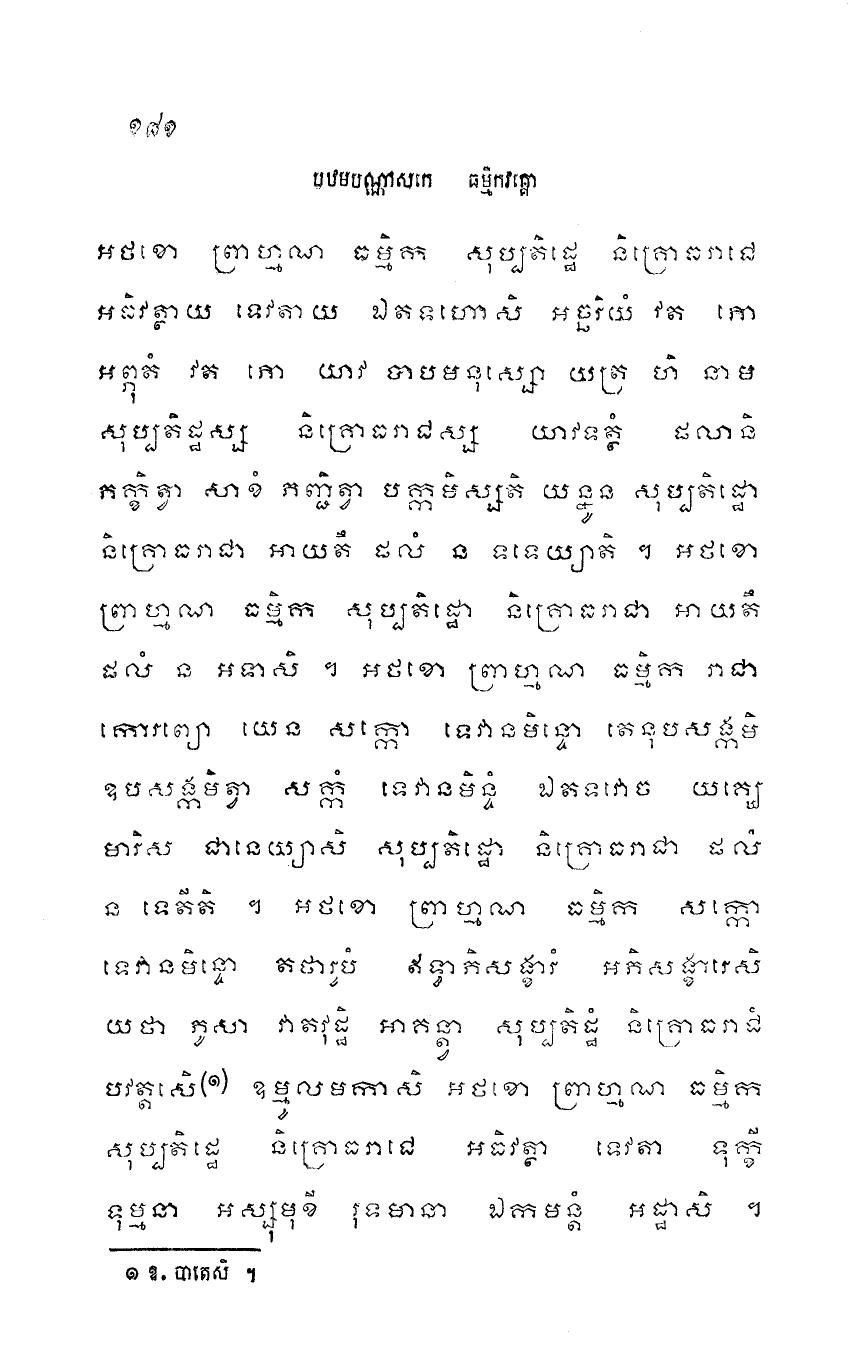 ១៨១
បឋមបណ្ណាសកេ ធម្មិកវគ្គោ
អថខោ ព្រាហ្មណ ធម្មិក សុប្បតិដ្ឋេ និគ្រោធរាជេ
អធិវត្ថាយ ទេវតាយ ឯតទហោសិ អច្ឆរិយំ វត ភោ
អព្ភុតំ វត ភោ យាវ បាបមនុស្សោ យត្រ ហិ នាម
សុប្បតិដ្ឋស្ស និគ្រោធរាជស្ស យាវទត្ថំ ផលានិ
ភក្ខិត្វា សាខំ ភញ្ជិត្វា បក្កមិស្សតិ យន្នូន សុប្បតិដ្ឋោ
និគ្រោធរាជា អាយតឹ ផលំ ន ទទេយ្យាតិ ។ អថខោ
ព្រាហ្មណ ធម្មិក សុប្បតិដ្ឋោ និគ្រោធរាជា អាយតឹ
ផលំ ន អទាសិ ។ អថខោ ព្រាហ្មណ ធម្មិក រាជា
កោរព្យោ យេន សក្កោ ទេវានមិន្ទោ តេនុបសង្កមិ
ឧបសង្កមិត្វា សក្កំ ទេវានមិន្ទំ ឯតទវោច យគ្ឃេ
មារិស ជានេយ្យាសិ សុប្បតិដ្ឋោ និគ្រោធរាជា ផលំ
ន ទេតីតិ ។ អថខោ ព្រាហ្មណ ធម្មិក សក្កោ
ទេវានមិន្ទោ តថារូបំ ឥទ្ធាភិសង្ខារំ អភិសង្ខារេសិ
យថា ភូសា វាតវុដ្ឋិ អាគន្ត្វា សុប្បតិដ្ឋំ និគ្រោធរាជំ
បវត្តេសិ(១) ឧម្មូលមកាសិ អថខោ ព្រាហ្មណ ធម្មិក
សុប្បតិដ្ឋេ និគ្រោធរាជេ អធិវត្ថា ទេវតា ទុក្ខី
ទុម្មនា អស្សុមុខី រុទមានា ឯកមន្តំ អដ្ឋាសិ ។
១ ឱ. បាតេសិ ។